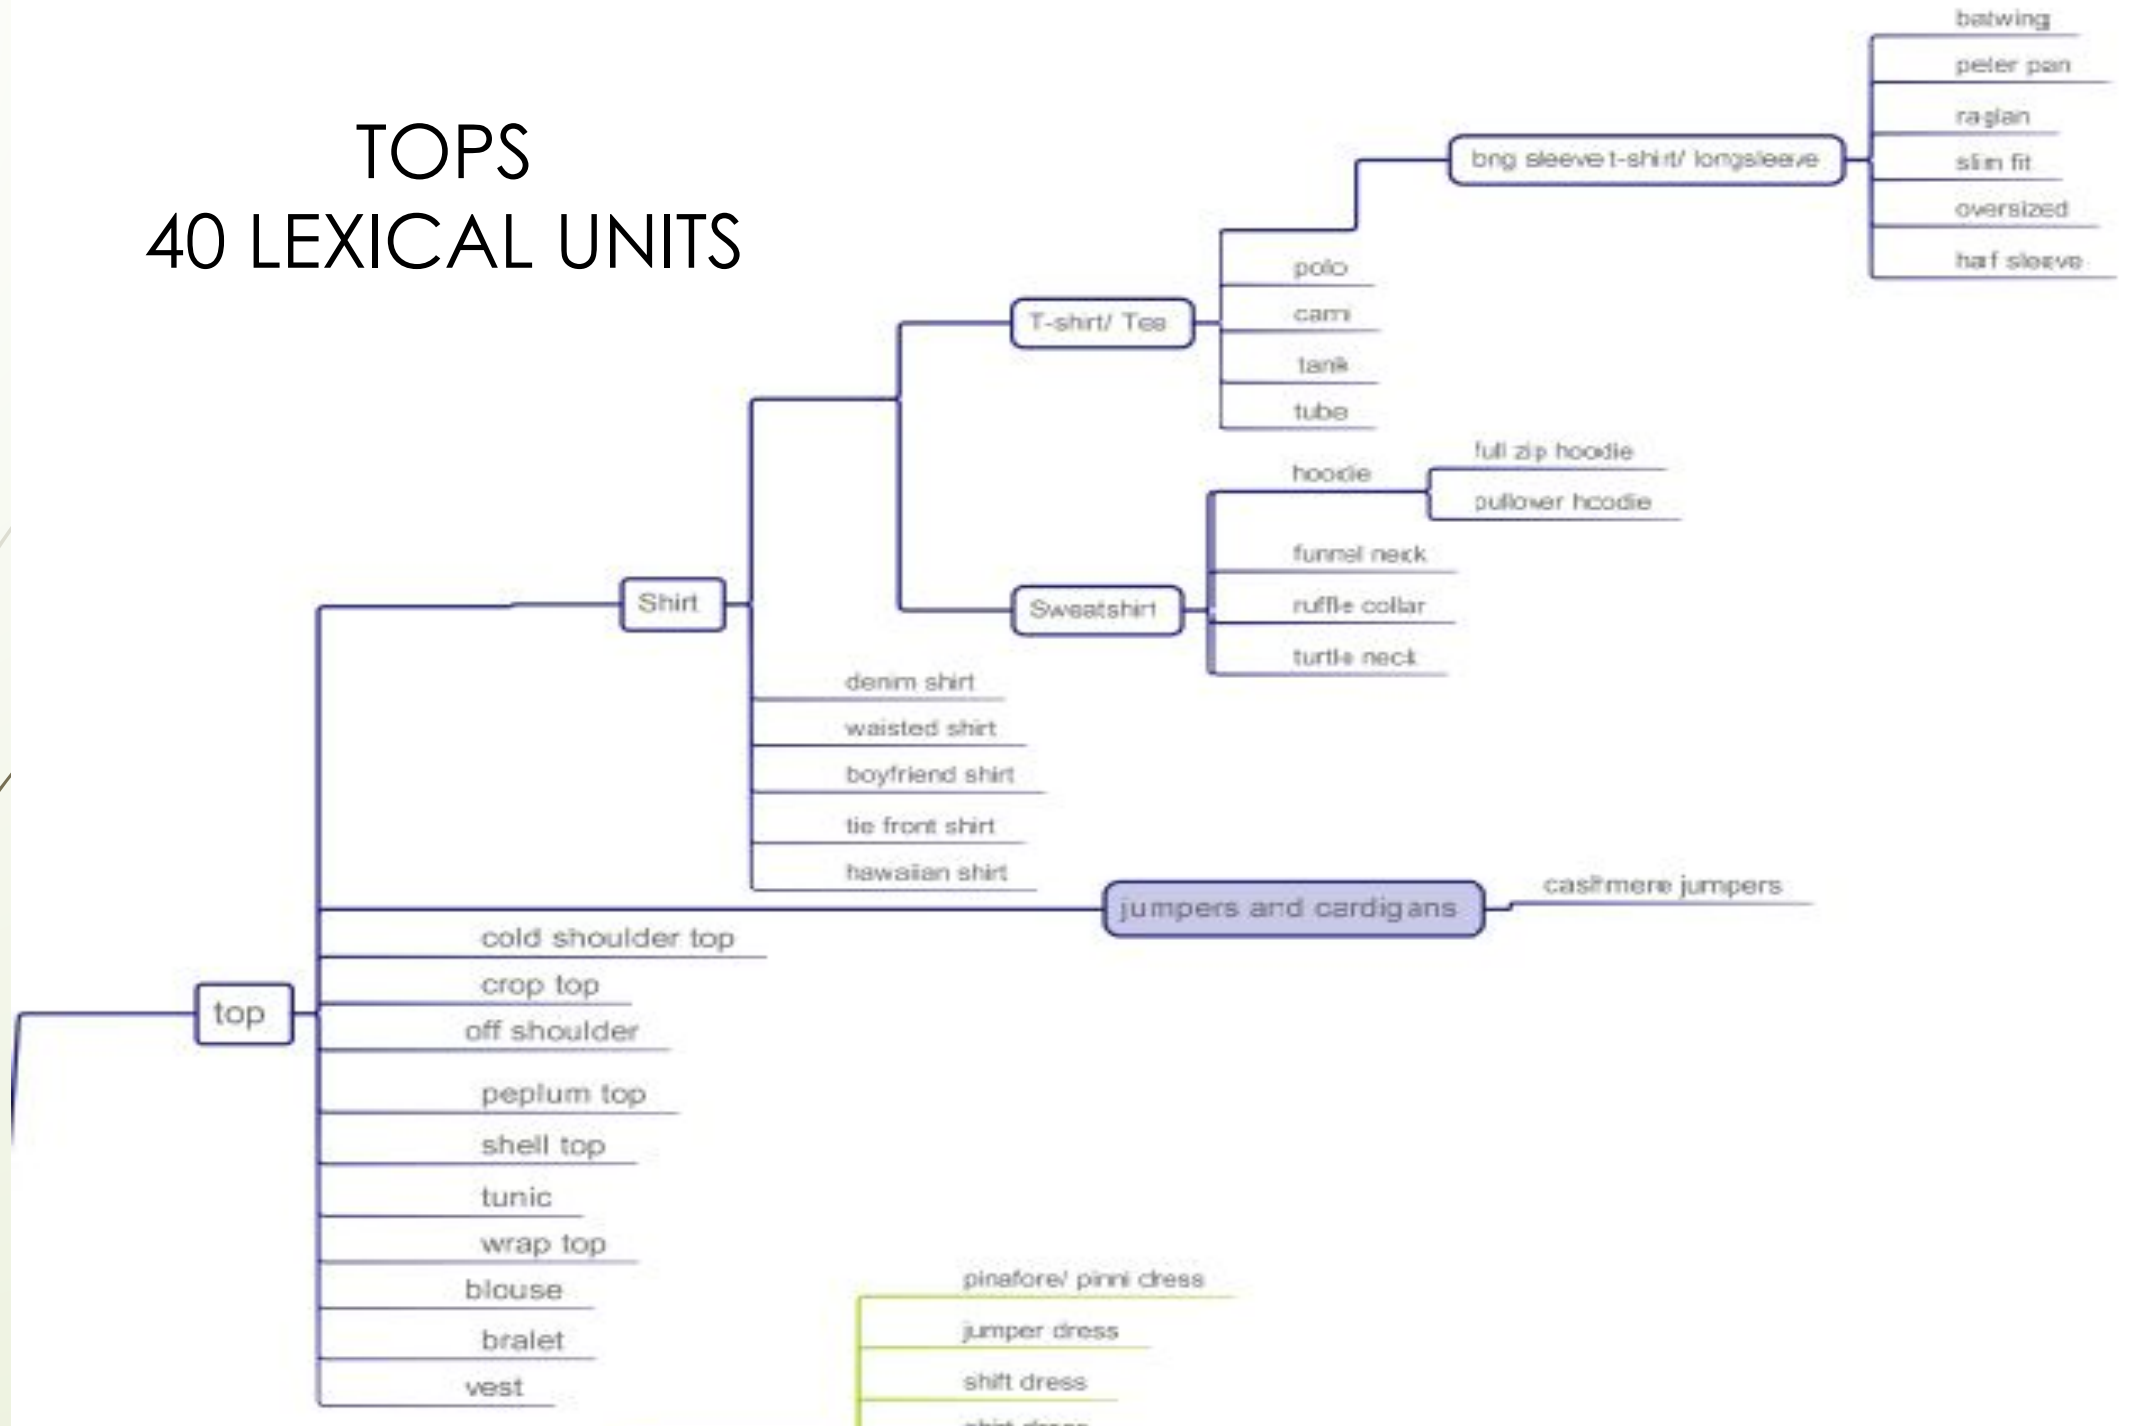 TOPS
40 LEXICAL UNITS
batwing
peter pan
raglan
slim fit
oversized
half sleeve
long sleeve t-shirt/ longsleeve
polo
cami
tank
tube
T-shirt/ Tee
full zip hoodie
pullover hoodie
hoodie
funnel neck
ruffle collar
turtle neck
Sweatshirt
Shirt
denim shirt
waisted shirt
boyfriend shirt
tie front shirt
hawaiian shirt
jumpers and cardigans
cashmere jumpers
top
cold shoulder top
crop top
off shoulder
peplum top
shell top
tunic
wrap top
blouse
bralet
vest
pinafore/ pinni dress
jumper dress
shift dress